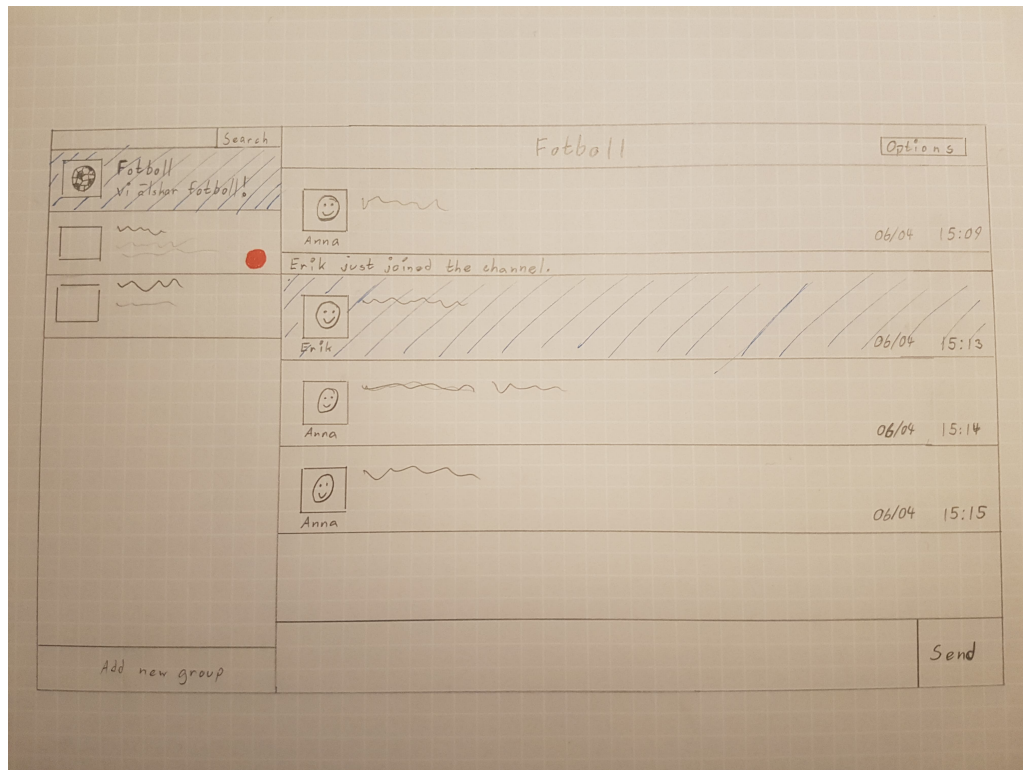 Search
Fotboll
Vi älskar fotboll!
Add new group
Fotboll
Options
Anna
06/04 15:09
Erik just joined the channel.
Erik
06/04 15:13
Anna
06/04 15:14
Anna
06/04 15:15
Send